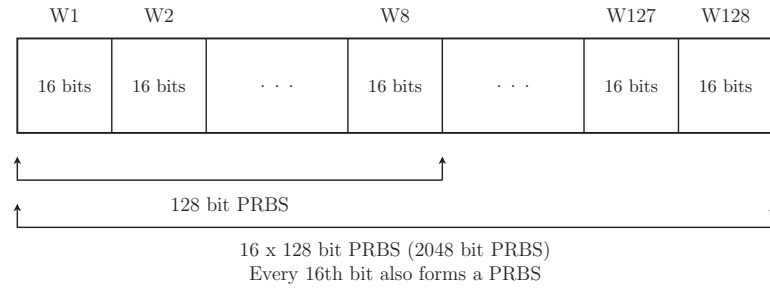 W1 W2 W8 W127 W128
16 bits 16 bits · · · 16 bits · · · 16 bits 16 bits
128 bit PRBS
16 x 128 bit PRBS (2048 bit PRBS)
Every 16th bit also forms a PRBS